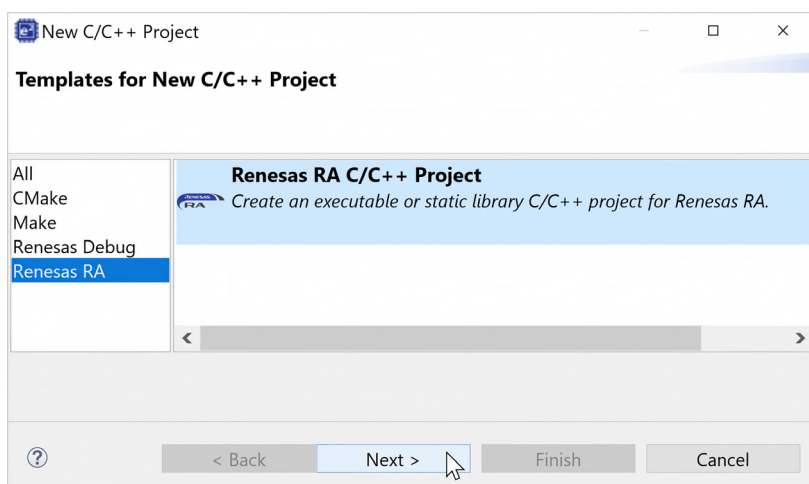 New C/C++ Project
Templates for New C/C++ Project
All
CMake
Make
Renesas Debug
Renesas RA
Renesas RA C/C++ Project
RENESAS
RA
Create an executable or static library C/C++ project for Renesas RA.
?
< Back
Next >
Finish
Cancel